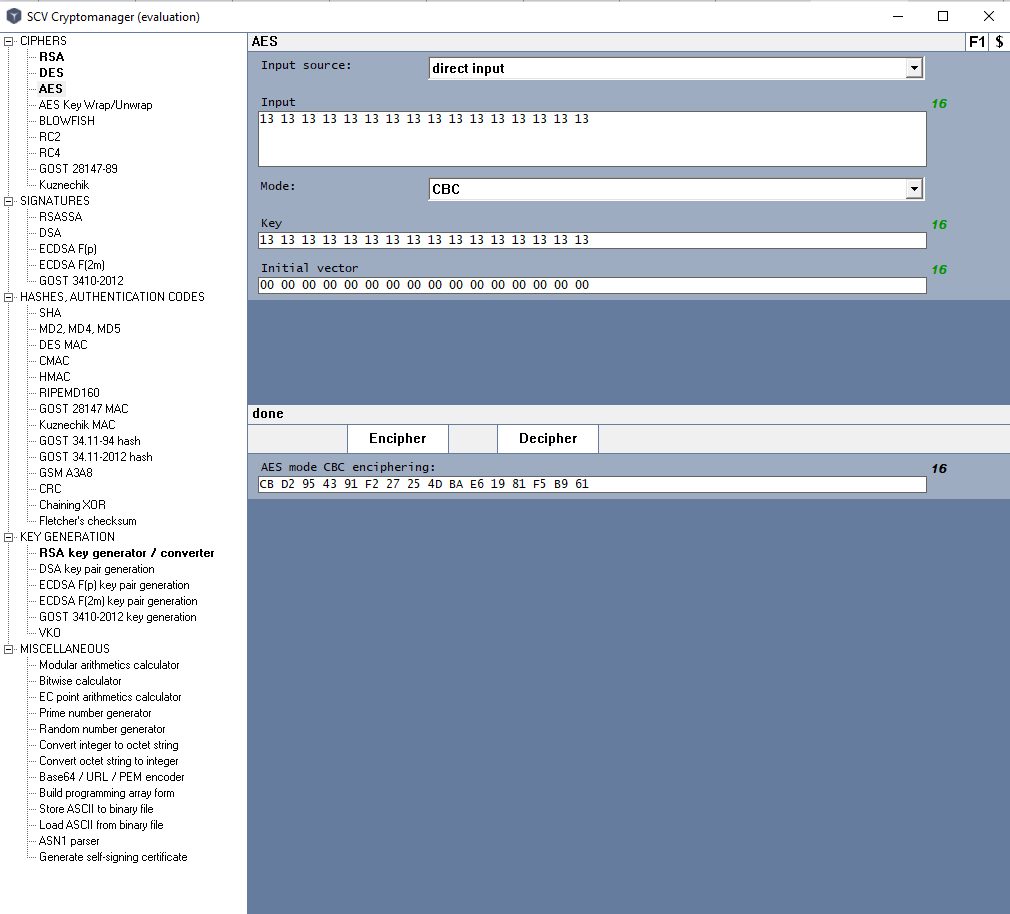 SCV Cryptomanager (evaluation)
CIPHERS
RSA
DES
AES
AES Key Wrap/Unwrap
BLOWFISH
RC2
RC4
GOST 28147-89
Kuznechik
SIGNATURES
RSASSA
DSA
ECDSA F(p)
ECDSA F(2m)
GOST 3410-2012
HASHES, AUTHENTICATION CODES
SHA
MD2, MD4, MD5
DES MAC
CMAC
HMAC
RIPEMD160
GOST 28147 MAC
Kuznechik MAC
GOST 34.11-94 hash
GOST 34.11-2012 hash
GSM A3A8
CRC
Chaining XOR
Fletcher's checksum
KEY GENERATION
RSA key generator / converter
DSA key pair generation
ECDSA F(p) key pair generation
ECDSA F(2m) key pair generation
GOST 3410-2012 key generation
VKO
MISCELLANEOUS
Modular arithmetics calculator
Bitwise calculator
EC point arithmetics calculator
Prime number generator
Random number generator
Convert integer to octet string
Convert octet string to integer
Base64 / URL / PEM encoder
Build programming array form
Store ASCII to binary file
Load ASCII from binary file
ASN1 parser
Generate self-signing certificate
AES F1 $
Input source: direct input
Input 16
13 13 13 13 13 13 13 13 13 13 13 13 13 13 13 13
Mode: CBC
Key 16
13 13 13 13 13 13 13 13 13 13 13 13 13 13 13 13
Initial vector 16
00 00 00 00 00 00 00 00 00 00 00 00 00 00 00 00
done
Encipher Decipher
AES mode CBC enciphering: 16
CB D2 95 43 91 F2 27 25 4D BA E6 19 81 F5 B9 61